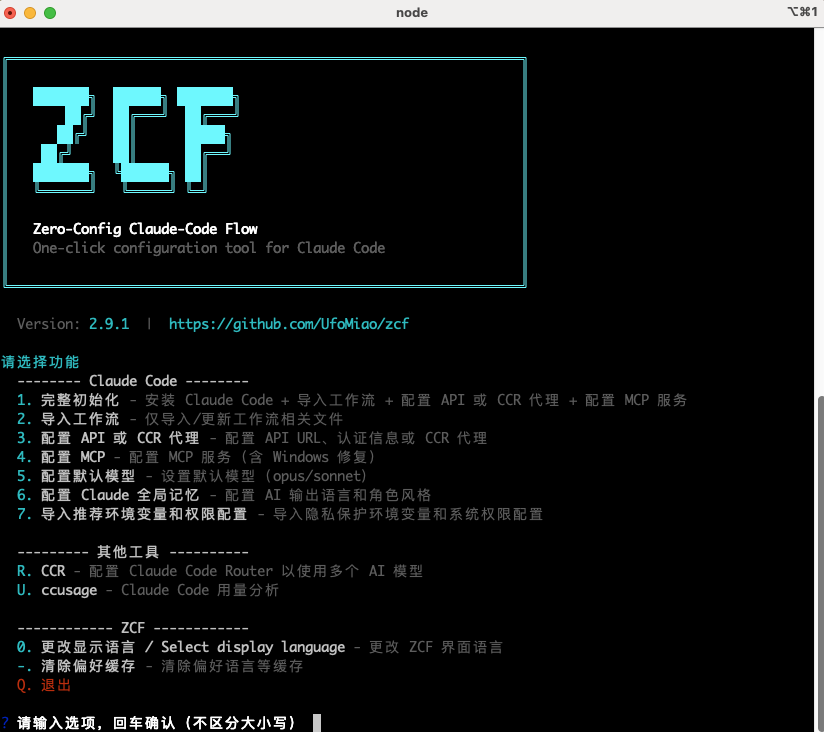 node
⌥⌘1
ZCF
Zero-Config Claude-Code Flow
One-click configuration tool for Claude Code
Version: 2.9.1 | https://github.com/UfoMiao/zcf
请选择功能
-------- Claude Code --------
1. 完整初始化 - 安装 Claude Code + 导入工作流 + 配置 API 或 CCR 代理 + 配置 MCP 服务
2. 导入工作流 - 仅导入/更新工作流相关文件
3. 配置 API 或 CCR 代理 - 配置 API URL、认证信息或 CCR 代理
4. 配置 MCP - 配置 MCP 服务（含 Windows 修复）
5. 配置默认模型 - 设置默认模型（opus/sonnet）
6. 配置 Claude 全局记忆 - 配置 AI 输出语言和角色风格
7. 导入推荐环境变量和权限配置 - 导入隐私保护环境变量和系统权限配置
--------- 其他工具 ----------
R. CCR - 配置 Claude Code Router 以使用多个 AI 模型
U. ccusage - Claude Code 用量分析
------------ ZCF ------------
0. 更改显示语言 / Select display language - 更改 ZCF 界面语言
-. 清除偏好缓存 - 清除偏好语言等缓存
Q. 退出
? 请输入选项，回车确认（不区分大小写）